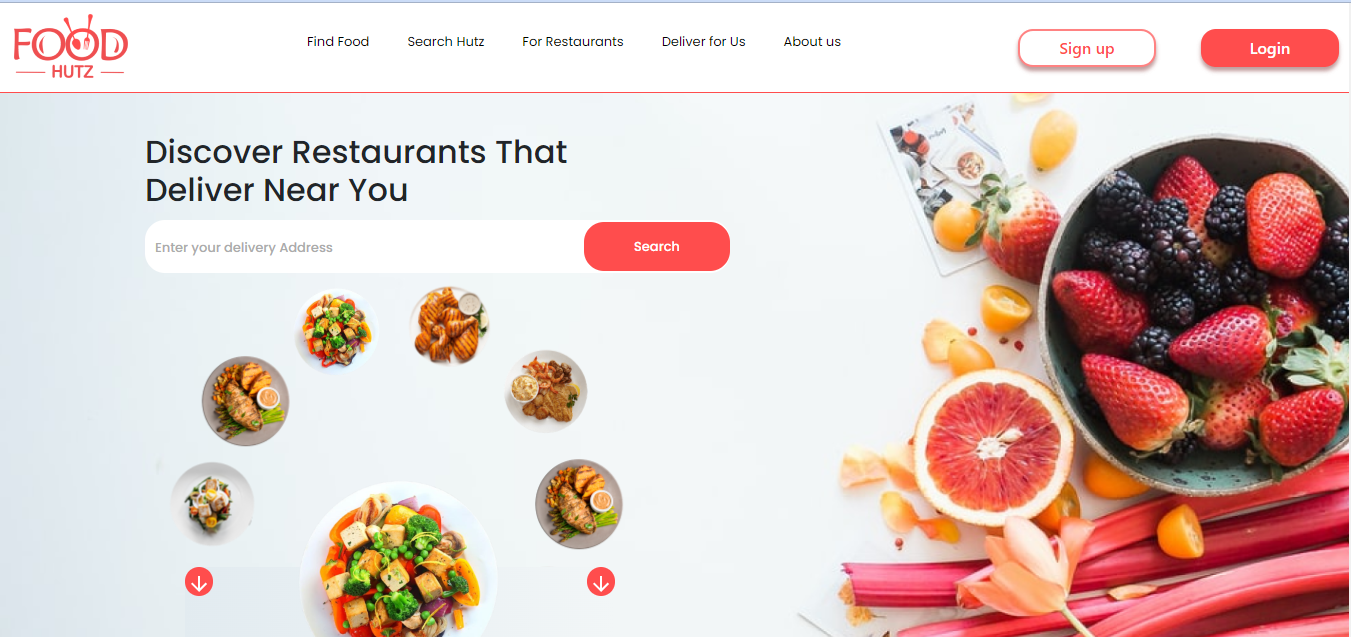 FOOD
HUTZ
Find Food
Search Hutz
For Restaurants
Deliver for Us
About us
Sign up
Login
Discover Restaurants That
Deliver Near You
Enter your delivery Address
Search